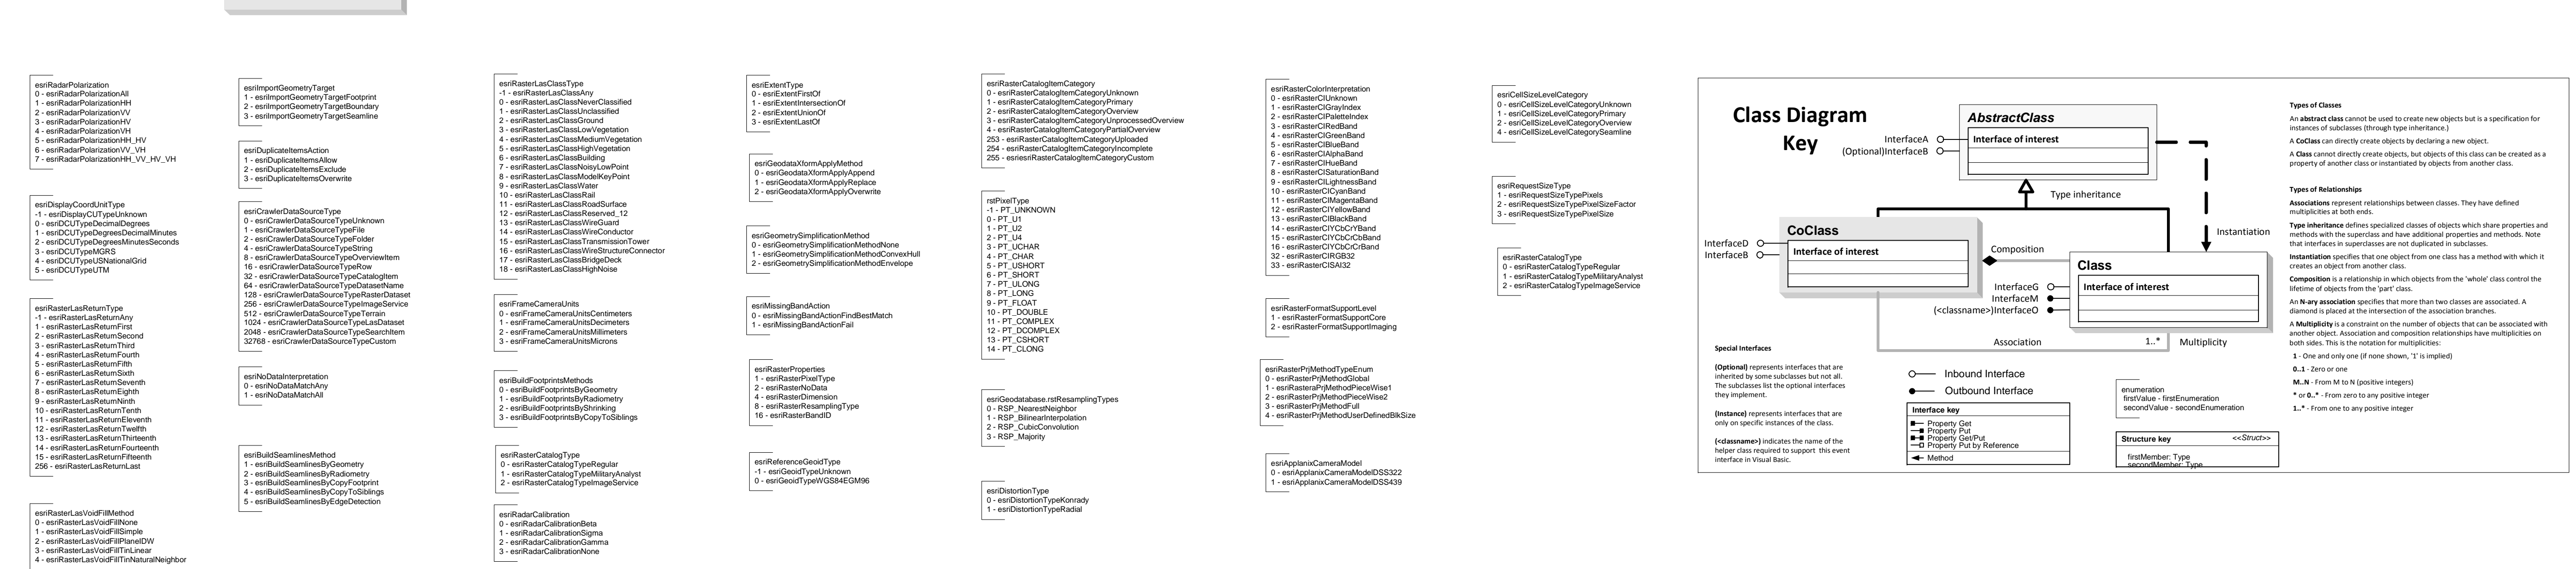 esriRadarPolarization
0 - esriRadarPolarizationAll
1 - esriRadarPolarizationHH
2 - esriRadarPolarizationVV
3 - esriRadarPolarizationHV
4 - esriRadarPolarizationVH
5 - esriRadarPolarizationHH_HV
6 - esriRadarPolarizationVV_VH
7 - esriRadarPolarizationHH_VV_HV_VH
esriDisplayCoordUnitType
-1 - esriDisplayCUTypeUnknown
0 - esriDCUTypeDecimalDegrees
1 - esriDCUTypeDegreesDecimalMinutes
2 - esriDCUTypeDegreesMinutesSeconds
3 - esriDCUTypeMGRS
4 - esriDCUTypeUSNationalGrid
5 - esriDCUTypeUTM
esriRasterLasReturnType
-1 - esriRasterLasReturnAny
1 - esriRasterLasReturnFirst
2 - esriRasterLasReturnSecond
3 - esriRasterLasReturnThird
4 - esriRasterLasReturnFourth
5 - esriRasterLasReturnFifth
6 - esriRasterLasReturnSixth
7 - esriRasterLasReturnSeventh
8 - esriRasterLasReturnEighth
9 - esriRasterLasReturnNinth
10 - esriRasterLasReturnTenth
11 - esriRasterLasReturnEleventh
12 - esriRasterLasReturnTwelfth
13 - esriRasterLasReturnThirteenth
14 - esriRasterLasReturnFourteenth
15 - esriRasterLasReturnFifteenth
256 - esriRasterLasReturnLast
esriRasterLasVoidFillMethod
0 - esriRasterLasVoidFillNone
1 - esriRasterLasVoidFillSimple
2 - esriRasterLasVoidFillPlaneIDW
3 - esriRasterLasVoidFillTinLinear
4 - esriRasterLasVoidFillTinNaturalNeighbor
esriImportGeometryTarget
1 - esriImportGeometryTargetFootprint
2 - esriImportGeometryTargetBoundary
3 - esriImportGeometryTargetSeamline
esriDuplicateItemsAction
1 - esriDuplicateItemsAllow
2 - esriDuplicateItemsExclude
3 - esriDuplicateItemsOverwrite
esriCrawlerDataSourceType
0 - esriCrawlerDataSourceTypeUnknown
1 - esriCrawlerDataSourceTypeFile
2 - esriCrawlerDataSourceTypeFolder
4 - esriCrawlerDataSourceTypeString
8 - esriCrawlerDataSourceTypeOverviewItem
16 - esriCrawlerDataSourceTypeRow
32 - esriCrawlerDataSourceTypeCatalogItem
64 - esriCrawlerDataSourceTypeDatasetName
128 - esriCrawlerDataSourceTypeRasterDataset
256 - esriCrawlerDataSourceTypeImageService
512 - esriCrawlerDataSourceTypeTerrain
1024 - esriCrawlerDataSourceTypeLasDataset
2048 - esriCrawlerDataSourceTypeSearchItem
32768 - esriCrawlerDataSourceTypeCustom
esriNoDataInterpretation
0 - esriNoDataMatchAny
1 - esriNoDataMatchAll
esriBuildSeamlinesMethod
1 - esriBuildSeamlinesByGeometry
2 - esriBuildSeamlinesByRadiometry
3 - esriBuildSeamlinesByCopyFootprint
4 - esriBuildSeamlinesByCopyToSiblings
5 - esriBuildSeamlinesByEdgeDetection
esriRasterLasClassType
-1 - esriRasterLasClassAny
0 - esriRasterLasClassNeverClassified
1 - esriRasterLasClassUnclassified
2 - esriRasterLasClassGround
3 - esriRasterLasClassLowVegetation
4 - esriRasterLasClassMediumVegetation
5 - esriRasterLasClassHighVegetation
6 - esriRasterLasClassBuilding
7 - esriRasterLasClassNoisyLowPoint
8 - esriRasterLasClassModelKeyPoint
9 - esriRasterLasClassWater
10 - esriRasterLasClassRail
11 - esriRasterLasClassRoadSurface
12 - esriRasterLasClassReserved_12
13 - esriRasterLasClassWireGuard
14 - esriRasterLasClassWireConductor
15 - esriRasterLasClassTransmissionTower
16 - esriRasterLasClassWireStructureConnector
17 - esriRasterLasClassBridgeDeck
18 - esriRasterLasClassHighNoise
esriFrameCameraUnits
0 - esriFrameCameraUnitsCentimeters
1 - esriFrameCameraUnitsDecimeters
2 - esriFrameCameraUnitsMillimeters
3 - esriFrameCameraUnitsMicrons
esriBuildFootprintsMethods
0 - esriBuildFootprintsByGeometry
1 - esriBuildFootprintsByRadiometry
2 - esriBuildFootprintsByShrinking
3 - esriBuildFootprintsByCopyToSiblings
esriRasterCatalogType
0 - esriRasterCatalogTypeRegular
1 - esriRasterCatalogTypeMilitaryAnalyst
2 - esriRasterCatalogTypeImageService
esriRadarCalibration
0 - esriRadarCalibrationBeta
1 - esriRadarCalibrationSigma
2 - esriRadarCalibrationGamma
3 - esriRadarCalibrationNone
esriExtentType
0 - esriExtentFirstOf
1 - esriExtentIntersectionOf
2 - esriExtentUnionOf
3 - esriExtentLastOf
esriGeodataXformApplyMethod
0 - esriGeodataXformApplyAppend
1 - esriGeodataXformApplyReplace
2 - esriGeodataXformApplyOverwrite
esriGeometrySimplificationMethod
0 - esriGeometrySimplificationMethodNone
1 - esriGeometrySimplificationMethodConvexHull
2 - esriGeometrySimplificationMethodEnvelope
esriMissingBandAction
0 - esriMissingBandActionFindBestMatch
1 - esriMissingBandActionFail
esriRasterProperties
1 - esriRasterPixelType
2 - esriRasterNoData
4 - esriRasterDimension
8 - esriRasterResamplingType
16 - esriRasterBandID
esriReferenceGeoidType
-1 - esriGeoidTypeUnknown
0 - esriGeoidTypeWGS84EGM96
esriRasterCatalogItemCategory
0 - esriRasterCatalogItemCategoryUnknown
1 - esriRasterCatalogItemCategoryPrimary
2 - esriRasterCatalogItemCategoryOverview
3 - esriRasterCatalogItemCategoryUnprocessedOverview
4 - esriRasterCatalogItemCategoryPartialOverview
253 - esriRasterCatalogItemCategoryUploaded
254 - esriRasterCatalogItemCategoryIncomplete
255 - esriesriRasterCatalogItemCategoryCustom
rstPixelType
-1 - PT_UNKNOWN
0 - PT_U1
1 - PT_U2
2 - PT_U4
3 - PT_UCHAR
4 - PT_CHAR
5 - PT_USHORT
6 - PT_SHORT
7 - PT_ULONG
8 - PT_LONG
9 - PT_FLOAT
10 - PT_DOUBLE
11 - PT_COMPLEX
12 - PT_DCOMPLEX
13 - PT_CSHORT
14 - PT_CLONG
esriGeodatabase.rstResamplingTypes
0 - RSP_NearestNeighbor
1 - RSP_BilinearInterpolation
2 - RSP_CubicConvolution
3 - RSP_Majority
esriDistortionType
0 - esriDistortionTypeKonrady
1 - esriDistortionTypeRadial
esriRasterColorInterpretation
0 - esriRasterCIUnknown
1 - esriRasterCIGrayIndex
2 - esriRasterCIPaletteIndex
3 - esriRasterCIRedBand
4 - esriRasterCIGreenBand
5 - esriRasterCIBlueBand
6 - esriRasterCIAlphaBand
7 - esriRasterCIHueBand
8 - esriRasterCISaturationBand
9 - esriRasterCILightnessBand
10 - esriRasterCICyanBand
11 - esriRasterCIMagentaBand
12 - esriRasterCIYellowBand
13 - esriRasterCIBlackBand
14 - esriRasterCIYCbCrYBand
15 - esriRasterCIYCbCrCbBand
16 - esriRasterCIYCbCrCrBand
32 - esriRasterCIRGB32
33 - esriRasterCISAI32
esriRasterFormatSupportLevel
1 - esriRasterFormatSupportCore
2 - esriRasterFormatSupportImaging
esriRasterPrjMethodTypeEnum
0 - esriRasterPrjMethodGlobal
1 - esriRasteraPrjMethodPieceWise1
2 - esriRasterPrjMethodPieceWise2
3 - esriRasterPrjMethodFull
4 - esriRasterPrjMethodUserDefinedBlkSize
esriApplanixCameraModel
0 - esriApplanixCameraModelDSS322
1 - esriApplanixCameraModelDSS439
esriCellSizeLevelCategory
0 - esriCellSizeLevelCategoryUnknown
1 - esriCellSizeLevelCategoryPrimary
2 - esriCellSizeLevelCategoryOverview
4 - esriCellSizeLevelCategorySeamline
esriRequestSizeType
1 - esriRequestSizeTypePixels
2 - esriRequestSizeTypePixelSizeFactor
3 - esriRequestSizeTypePixelSize
esriRasterCatalogType
0 - esriRasterCatalogTypeRegular
1 - esriRasterCatalogTypeMilitaryAnalyst
2 - esriRasterCatalogTypeImageService
Class Diagram
Key
AbstractClass
Interface of interest
InterfaceA
(Optional)InterfaceB
Type inheritance
Instantiation
CoClass
Interface of interest
InterfaceD
InterfaceB
Composition
Class
Interface of interest
InterfaceG
InterfaceM
(<classname>)InterfaceO
Association
1..*
Multiplicity
Special Interfaces
(Optional) represents interfaces that are
inherited by some subclasses but not all.
The subclasses list the optional interfaces
they implement.
(Instance) represents interfaces that are
only on specific instances of the class.
(<classname>) indicates the name of the
helper class required to support this event
interface in Visual Basic.
Inbound Interface
Outbound Interface
Interface key
Property Get
Property Put
Property Get/Put
Property Put by Reference
Method
enumeration
firstValue - firstEnumeration
secondValue - secondEnumeration
Structure key <<Struct>>
firstMember: Type
secondMember: Type
Types of Classes
An abstract class cannot be used to create new objects but is a specification for
instances of subclasses (through type inheritance.)
A CoClass can directly create objects by declaring a new object.
A Class cannot directly create objects, but objects of this class can be created as a
property of another class or instantiated by objects from another class.
Types of Relationships
Associations represent relationships between classes. They have defined
multiplicities at both ends.
Type inheritance defines specialized classes of objects which share properties and
methods with the superclass and have additional properties and methods. Note
that interfaces in superclasses are not duplicated in subclasses.
Instantiation specifies that one object from one class has a method with which it
creates an object from another class.
Composition is a relationship in which objects from the 'whole' class control the
lifetime of objects from the 'part' class.
An N-ary association specifies that more than two classes are associated. A
diamond is placed at the intersection of the association branches.
A Multiplicity is a constraint on the number of objects that can be associated with
another object. Association and composition relationships have multiplicities on
both sides. This is the notation for multiplicities:
1 - One and only one (if none shown, '1' is implied)
0..1 - Zero or one
M..N - From M to N (positive integers)
* or 0..* - From zero to any positive integer
1..* - From one to any positive integer